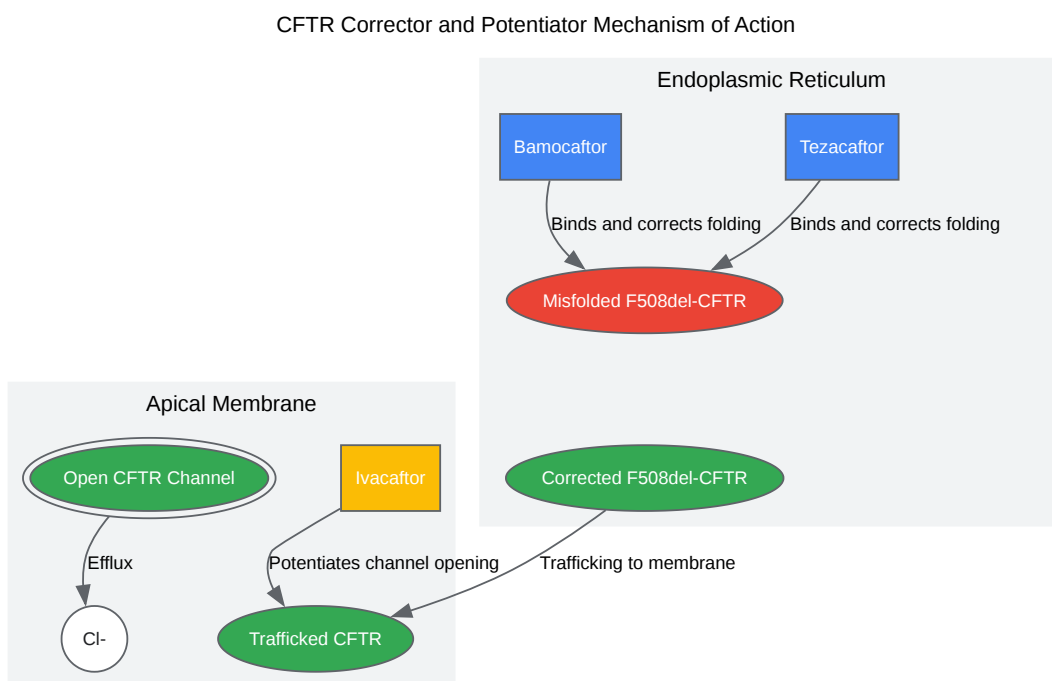 CFTR Corrector and Potentiator Mechanism of Action
Endoplasmic Reticulum
Bamocaftor
Tezacaftor
Binds and corrects folding
Binds and corrects folding
Misfolded F508del-CFTR
Apical Membrane
Open CFTR Channel
Ivacaftor
Corrected F508del-CFTR
Efflux
Potentiates channel opening
Trafficking to membrane
Cl-
Trafficked CFTR